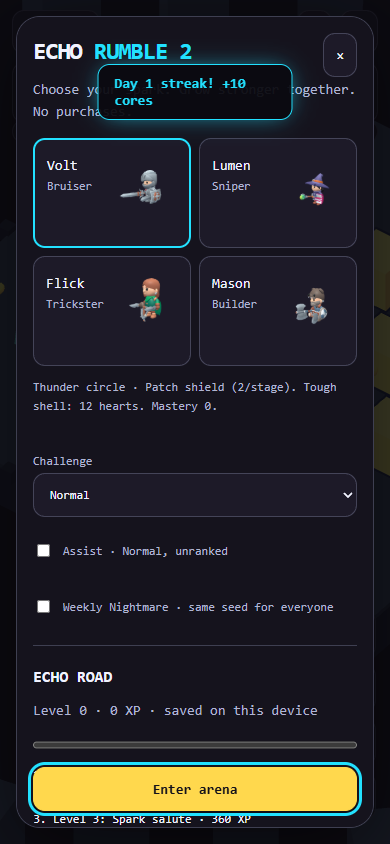 ECHO RUMBLE 2
×
Day 1 streak! +10
cores
Choose together.
No
Volt
Bruiser
Lumen
Sniper
Flick
Trickster
Mason
Builder
Thunder circle · Patch shield (2/stage). Tough
shell: 12 hearts. Mastery 0.
Challenge
Normal
Assist · Normal, unranked
Weekly Nightmare · same seed for everyone
ECHO ROAD
Level 0 · 0 XP · saved on this device
Enter arena
3. Level 3: Spark salute · 360 XP